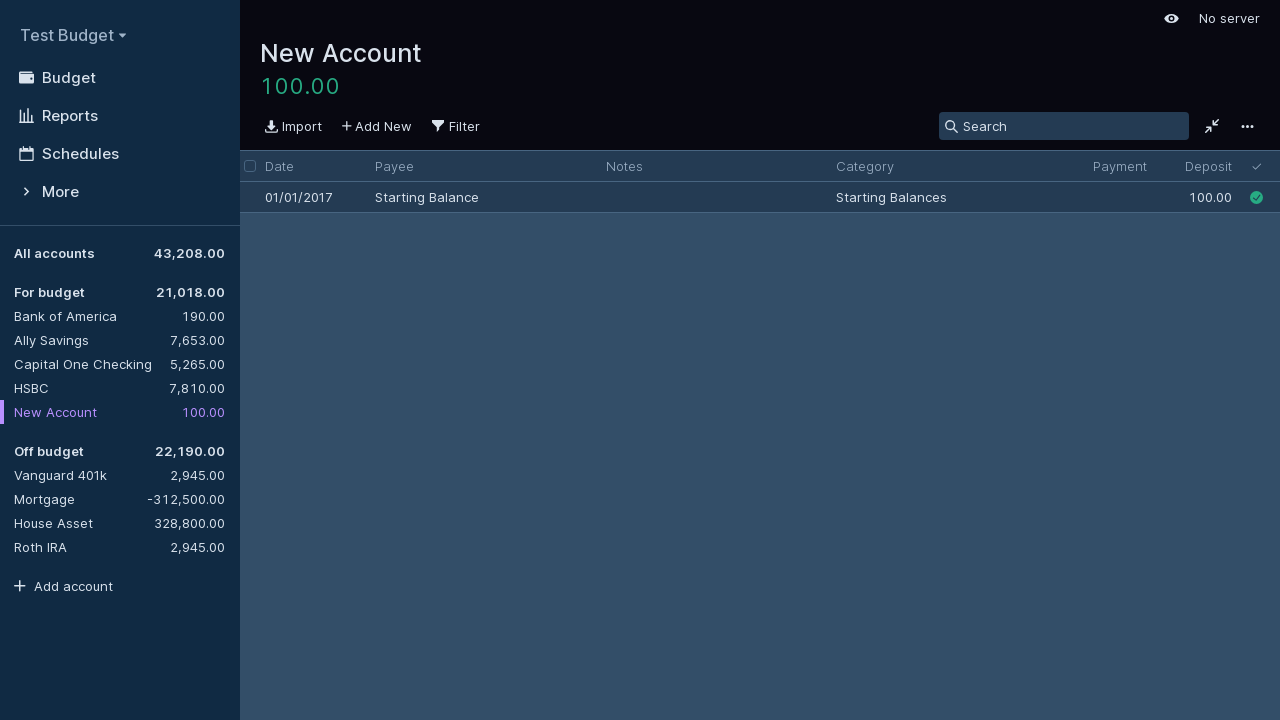 Test Budget
Budget
Reports
Schedules
More
All accounts 43,208.00
For budget 21,018.00
Bank of America 190.00
Ally Savings 7,653.00
Capital One Checking 5,265.00
HSBC 7,810.00
New Account 100.00
Off budget 22,190.00
Vanguard 401k 2,945.00
Mortgage -312,500.00
House Asset 328,800.00
Roth IRA 2,945.00
Add account
No server
New Account
100.00
Import Add New Filter Search
Date Payee Notes Category Payment Deposit
01/01/2017 Starting Balance Starting Balances 100.00